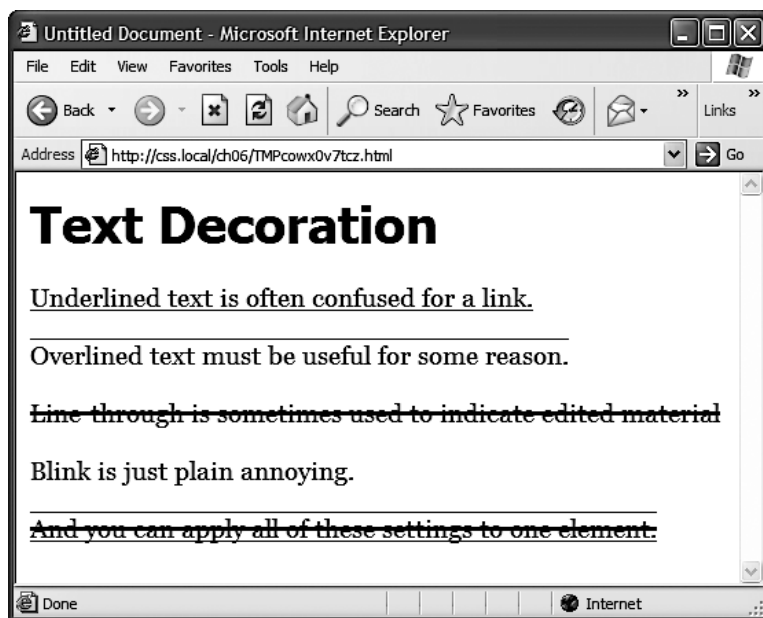 Untitled Document - Microsoft Internet Explorer
File Edit View Favorites Tools Help
Back Search Favorites » Links »
Address http://css.local/ch06/TMPcowx0v7tcz.html Go
Text Decoration
Underlined text is often confused for a link.
Overlined text must be useful for some reason.
Line-through is sometimes used to indicate edited material
Blink is just plain annoying.
And you can apply all of these settings to one element.
Done Internet